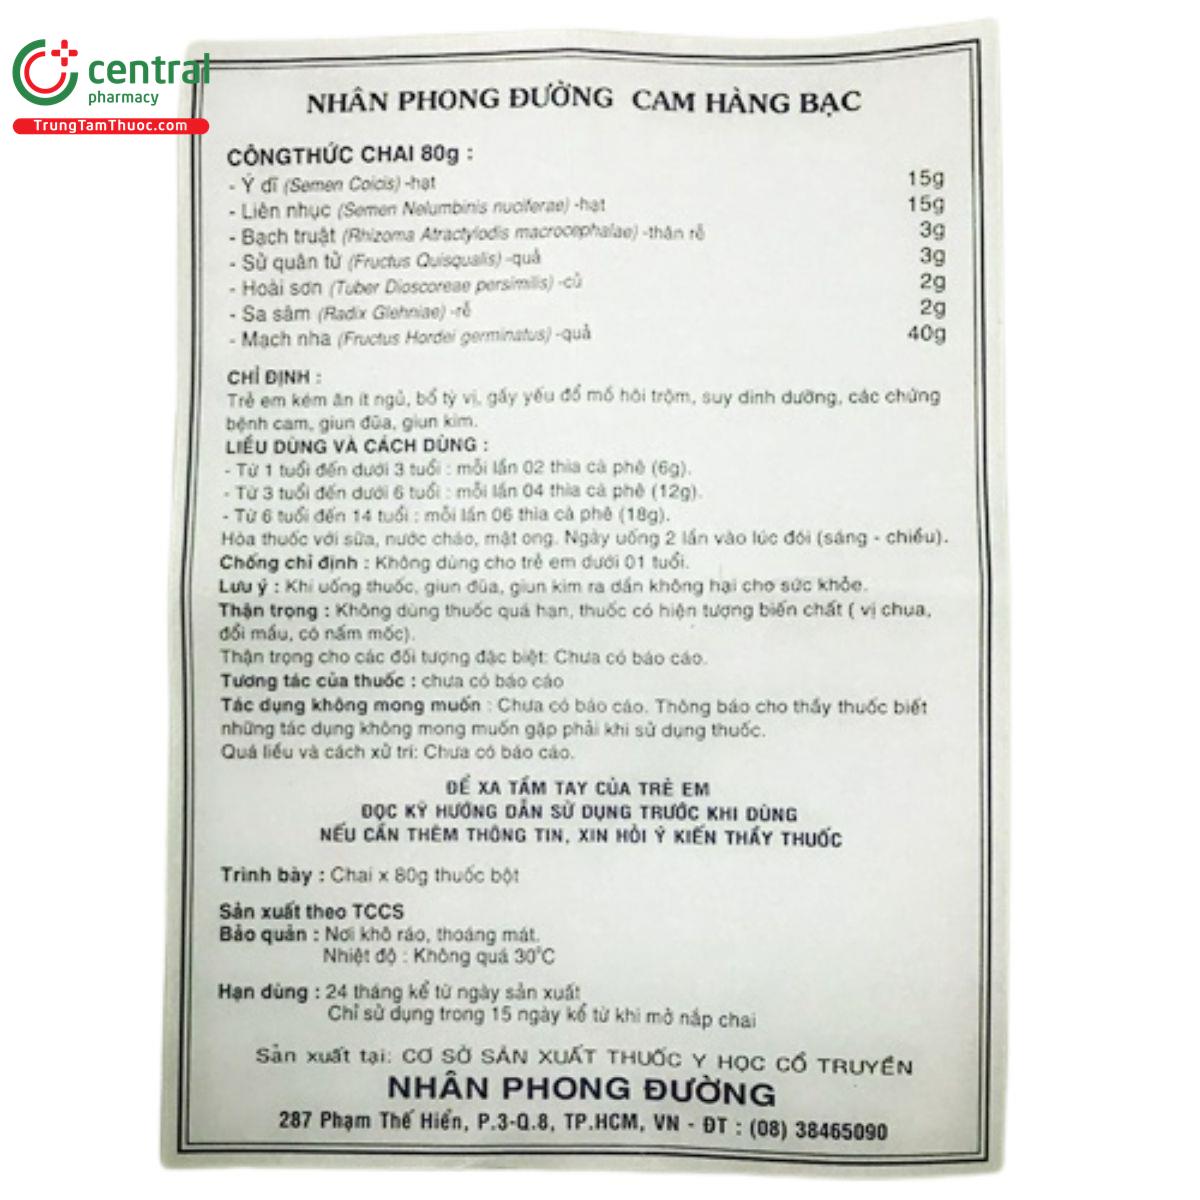 central
pharmacy
TrungTamThuoc.com
NHÂN PHONG ĐƯỜNG CAM HÀNG BẠC
CÔNGTHỨC CHAI 80g :
- Ý dĩ (Semen Coicis) -hạt 15g
- Liên nhục (Semen Nelumbinis nuciferae) -hạt 15g
- Bạch truật (Rhizoma Atractylodis macrocephalae) -thân rễ 3g
- Sử quân tử (Fructus Quisqualis) -quả 3g
- Hoài sơn (Tuber Dioscoreae persimilis) -củ 2g
- Sa sâm (Radix Glehniae) -rễ 2g
- Mạch nha (Fructus Hordei germinatus) -quả 40g
CHỈ ĐỊNH :
Trẻ em kém ăn ít ngủ, bổ tỳ vị, gầy yếu đổ mồ hôi trộm, suy dinh dưỡng, các chứng
bệnh cam, giun đũa, giun kim.
LIỀU DÙNG VÀ CÁCH DÙNG :
- Từ 1 tuổi đến dưới 3 tuổi : mỗi lần 02 thìa cà phê (6g).
- Từ 3 tuổi đến dưới 6 tuổi : mỗi lần 04 thìa cà phê (12g).
- Từ 6 tuổi đến 14 tuổi : mỗi lần 06 thìa cà phê (18g).
Hòa thuốc với sữa, nước cháo, mật ong. Ngày uống 2 lần vào lúc đói (sáng - chiều).
Chống chỉ định : Không dùng cho trẻ em dưới 01 tuổi.
Lưu ý : Khi uống thuốc, giun đũa, giun kim ra dần không hại cho sức khỏe.
Thận trọng : Không dùng thuốc quá hạn, thuốc có hiện tượng biến chất ( vị chua,
đổi mầu, có nấm mốc).
Thận trọng cho các đối tượng đặc biệt: Chưa có báo cáo.
Tương tác của thuốc : chưa có báo cáo
Tác dụng không mong muốn : Chưa có báo cáo. Thông báo cho thầy thuốc biết
những tác dụng không mong muốn gặp phải khi sử dụng thuốc.
Quá liều và cách xử trí: Chưa có báo cáo.
ĐỂ XA TẦM TAY CỦA TRẺ EM
ĐỌC KỸ HƯỚNG DẪN SỬ DỤNG TRƯỚC KHI DÙNG
NẾU CẦN THÊM THÔNG TIN, XIN HỎI Ý KIẾN THẦY THUỐC
Trình bày : Chai x 80g thuốc bột
Sản xuất theo TCCS
Bảo quản : Nơi khô ráo, thoáng mát.
Nhiệt độ : Không quá 30°C
Hạn dùng : 24 tháng kể từ ngày sản xuất
Chỉ sử dụng trong 15 ngày kể từ khi mở nắp chai
Sản xuất tại: CƠ SỞ SẢN XUẤT THUỐC Y HỌC CỔ TRUYỀN
NHÂN PHONG ĐƯỜNG
287 Phạm Thế Hiển, P.3-Q.8, TP.HCM, VN - ĐT : (08) 38465090